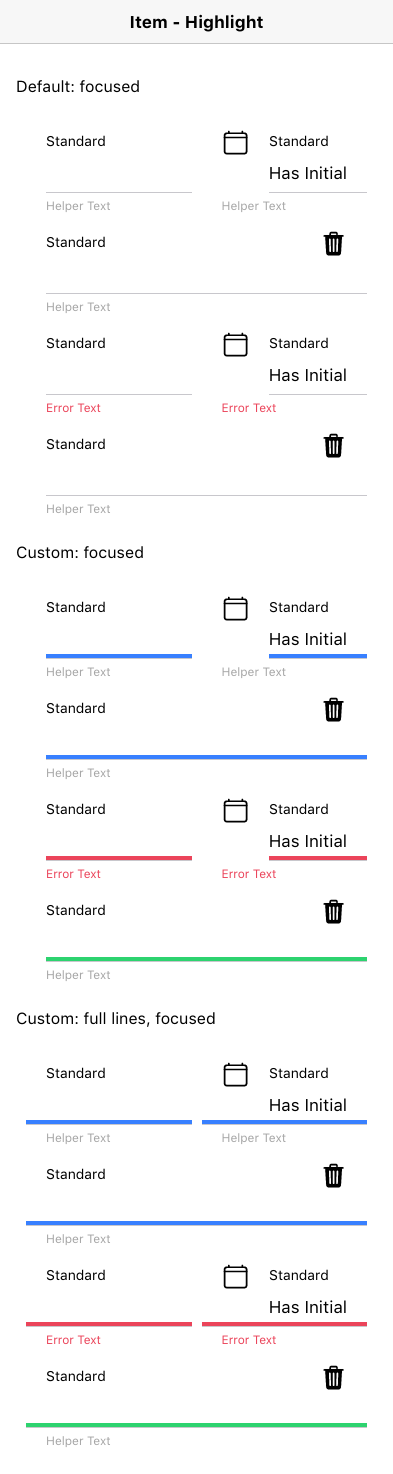 Item - Highlight
Default: focused
Standard
Standard
Has Initial
Helper Text
Helper Text
Standard
Helper Text
Standard
Standard
Has Initial
Error Text
Error Text
Standard
Helper Text
Custom: focused
Standard
Standard
Has Initial
Helper Text
Helper Text
Standard
Helper Text
Standard
Standard
Has Initial
Error Text
Error Text
Standard
Helper Text
Custom: full lines, focused
Standard
Standard
Has Initial
Helper Text
Helper Text
Standard
Helper Text
Standard
Standard
Has Initial
Error Text
Error Text
Standard
Helper Text